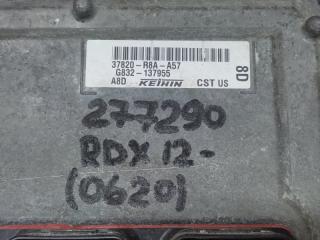 37820-R8A-A57
G832-137955
A8D KEIHIN CST US
8D
277290
RDX 12-
(0620)